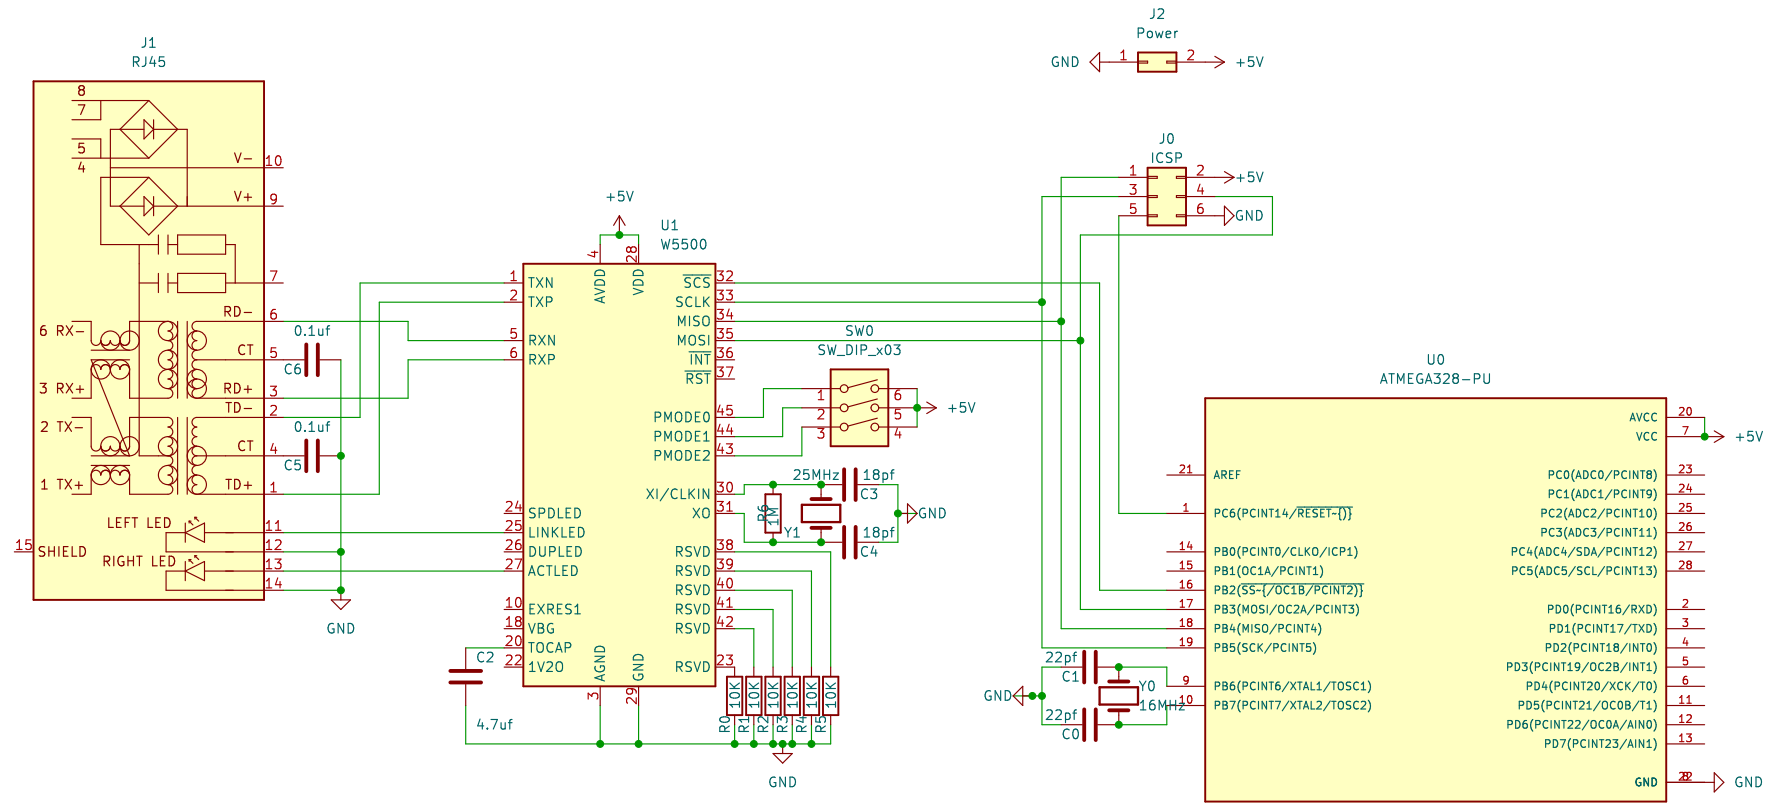 J2
Power
GND 1 2 +5V
J1
RJ45
8
7
5
4
V- 10
V+ 9
7
RD- 6
6 RX-
CT 5
3 RX+
RD+ 3
TD- 2
2 TX-
CT 4
1 TX+
TD+ 1
LEFT LED 11
12
15 SHIELD
RIGHT LED 13
14
0.1uf
C6
0.1uf
C5
GND
+5V
U1
W5500
4 AVDD
28 VDD
1 TXN
2 TXP
5 RXN
6 RXP
24 SPDLED
25 LINKLED
26 DUPLED
27 ACTLED
10 EXRES1
18 VBG
20 TOCAP
22 1V2O
3 AGND
29 GND
SCS 32
SCLK 33
MISO 34
MOSI 35
INT 36
RST 37
PMODE0 45
PMODE1 44
PMODE2 43
XI/CLKIN 30
XO 31
RSVD 38
RSVD 39
RSVD 40
RSVD 41
RSVD 42
RSVD 23
C2
4.7uf
SW0
SW_DIP_x03
1 6
2 5
3 4
+5V
25MHz
18pf
C3
R6
1M
Y1
18pf
C4
GND
R0 10K
R1 10K
R2 10K
R3 10K
R4 10K
R5 10K
GND
J0
ICSP
1 2 +5V
3 4
5 6 GND
22pf
C1
GND
Y0
16MHz
22pf
C0
U0
ATMEGA328-PU
21 AREF
1 PC6(PCINT14/RESET~{)}
14 PB0(PCINT0/CLKO/ICP1)
15 PB1(OC1A/PCINT1)
16 PB2(SS~{/OC1B/PCINT2)}
17 PB3(MOSI/OC2A/PCINT3)
18 PB4(MISO/PCINT4)
19 PB5(SCK/PCINT5)
9 PB6(PCINT6/XTAL1/TOSC1)
10 PB7(PCINT7/XTAL2/TOSC2)
AVCC 20
VCC 7
+5V
PC0(ADC0/PCINT8) 23
PC1(ADC1/PCINT9) 24
PC2(ADC2/PCINT10) 25
PC3(ADC3/PCINT11) 26
PC4(ADC4/SDA/PCINT12) 27
PC5(ADC5/SCL/PCINT13) 28
PD0(PCINT16/RXD) 2
PD1(PCINT17/TXD) 3
PD2(PCINT18/INT0) 4
PD3(PCINT19/OC2B/INT1) 5
PD4(PCINT20/XCK/T0) 6
PD5(PCINT21/OC0B/T1) 11
PD6(PCINT22/OC0A/AIN0) 12
PD7(PCINT23/AIN1) 13
GND
GND